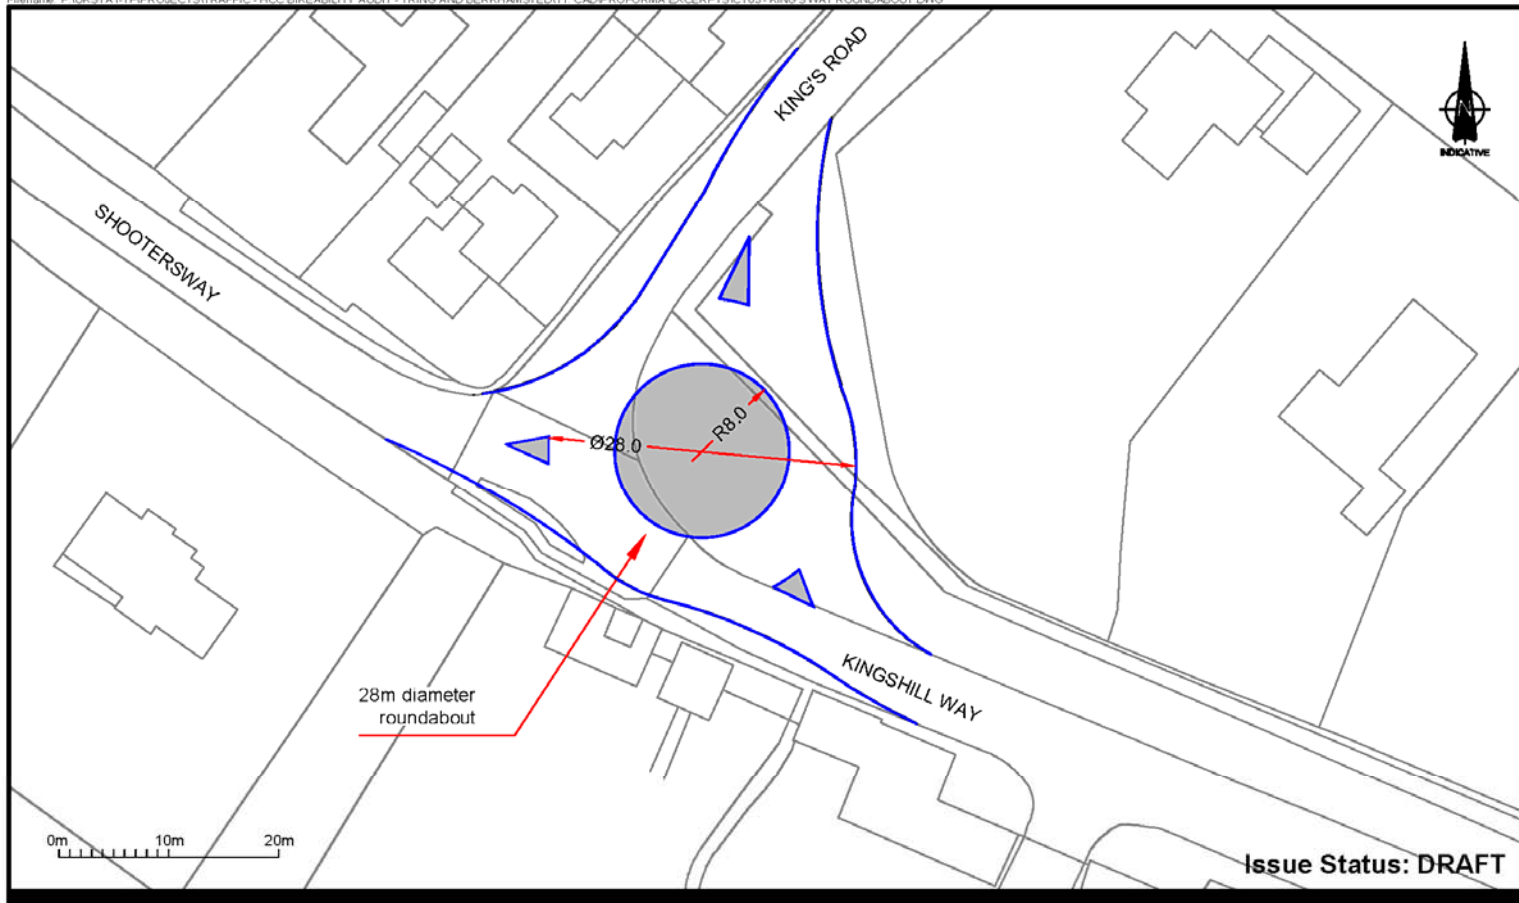 KING'S ROAD
N
INDICATIVE
SHOOTERSWAY
R8.0
Ø28.0
KINGSHILL WAY
28m diameter
roundabout
0m 10m 20m
Issue Status: DRAFT